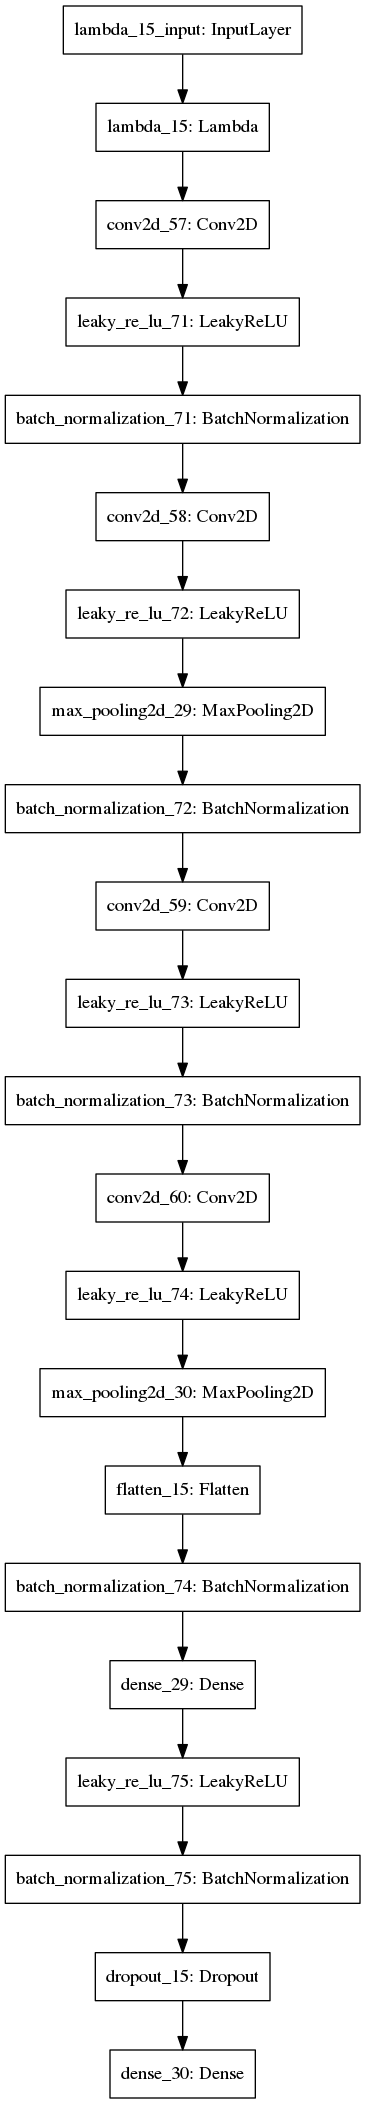 lambda_15_input: InputLayer
lambda_15: Lambda
conv2d_57: Conv2D
leaky_re_lu_71: LeakyReLU
batch_normalization_71: BatchNormalization
conv2d_58: Conv2D
leaky_re_lu_72: LeakyReLU
max_pooling2d_29: MaxPooling2D
batch_normalization_72: BatchNormalization
conv2d_59: Conv2D
leaky_re_lu_73: LeakyReLU
batch_normalization_73: BatchNormalization
conv2d_60: Conv2D
leaky_re_lu_74: LeakyReLU
max_pooling2d_30: MaxPooling2D
flatten_15: Flatten
batch_normalization_74: BatchNormalization
dense_29: Dense
leaky_re_lu_75: LeakyReLU
batch_normalization_75: BatchNormalization
dropout_15: Dropout
dense_30: Dense